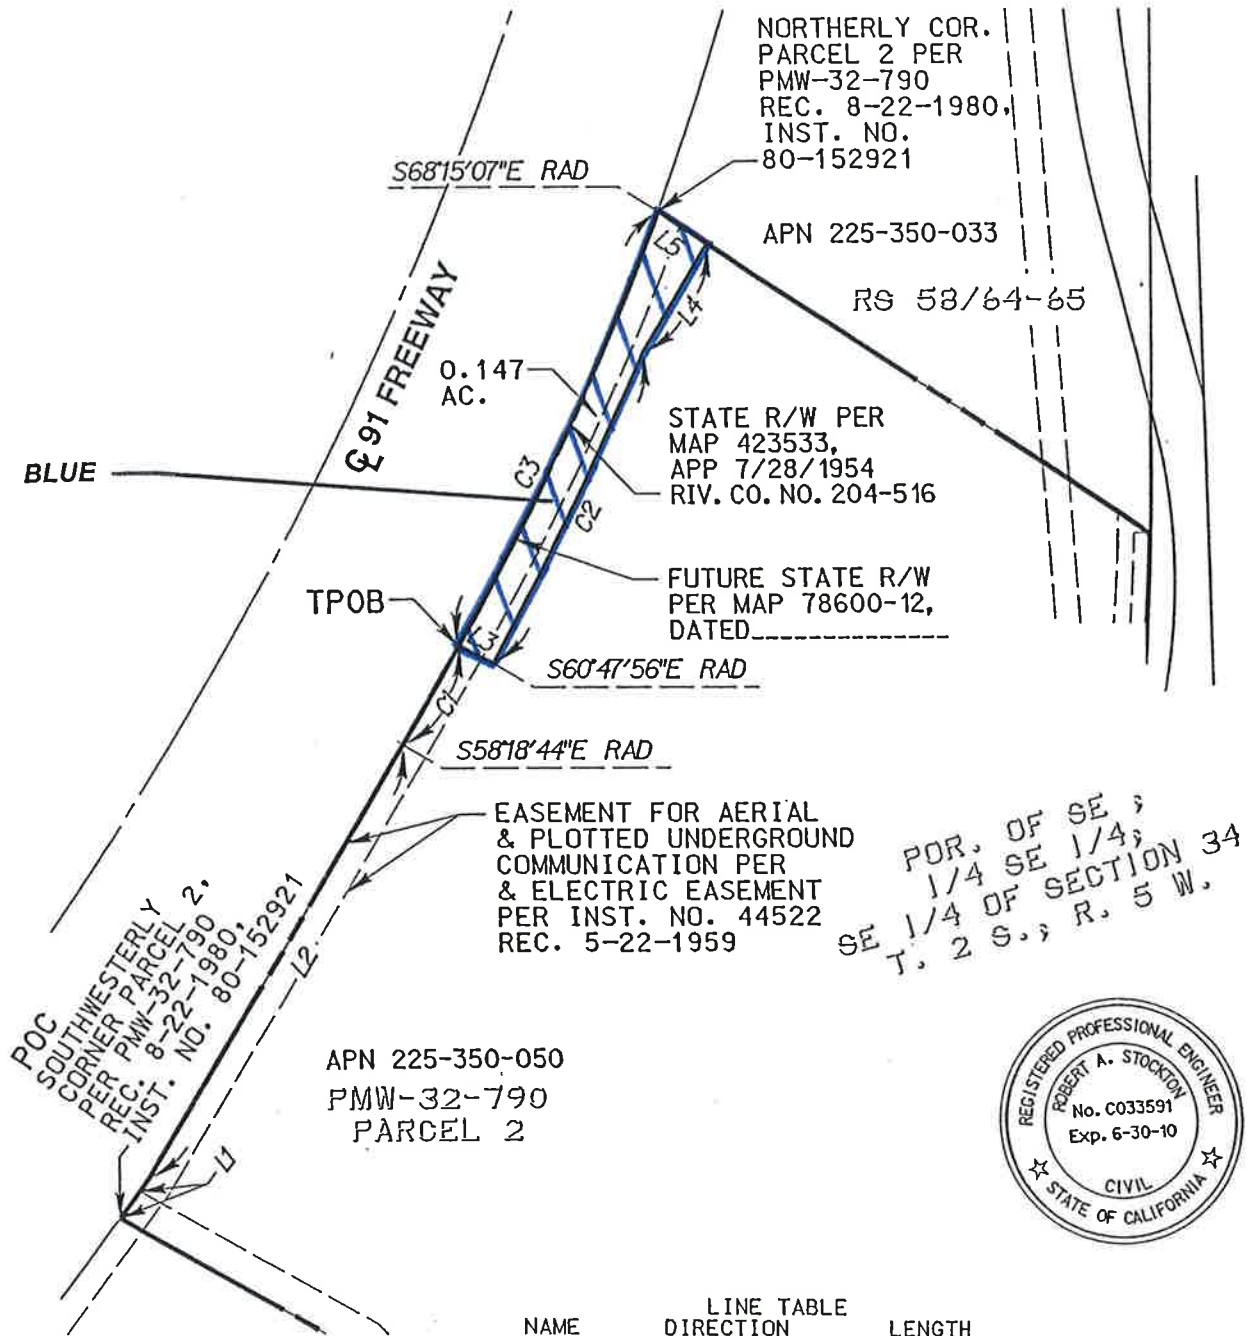 NORTHERLY COR.
PARCEL 2 PER
PMW-32-790
REC. 8-22-1980,
INST. NO.
80-152921
S68°15'07"E RAD
APN 225-350-033
RS 58/64-65
L5
L4
℄ 91 FREEWAY
0.147
AC.
STATE R/W PER
MAP 423533,
APP 7/28/1954
RIV. CO. NO. 204-516
BLUE
C3
C2
FUTURE STATE R/W
PER MAP 78600-12,
DATED______________
TPOB
L3
S60°47'56"E RAD
C1
S58°18'44"E RAD
EASEMENT FOR AERIAL
& PLOTTED UNDERGROUND
COMMUNICATION PER
& ELECTRIC EASEMENT
PER INST. NO. 44522
REC. 5-22-1959
POR. OF SE ;
1/4 SE 1/4;
SE 1/4 OF SECTION 34
T. 2 S., R. 5 W.
POC
SOUTHWESTERLY
CORNER PARCEL 2,
PER PMW-32-790
REC. 8-22-1980,
INST. NO. 80-152921
L2
L1
APN 225-350-050
PMW-32-790
PARCEL 2
REGISTERED PROFESSIONAL ENGINEER
ROBERT A. STOCKTON
No. C033591
Exp. 6-30-10
CIVIL
STATE OF CALIFORNIA
LINE TABLE
NAME DIRECTION LENGTH